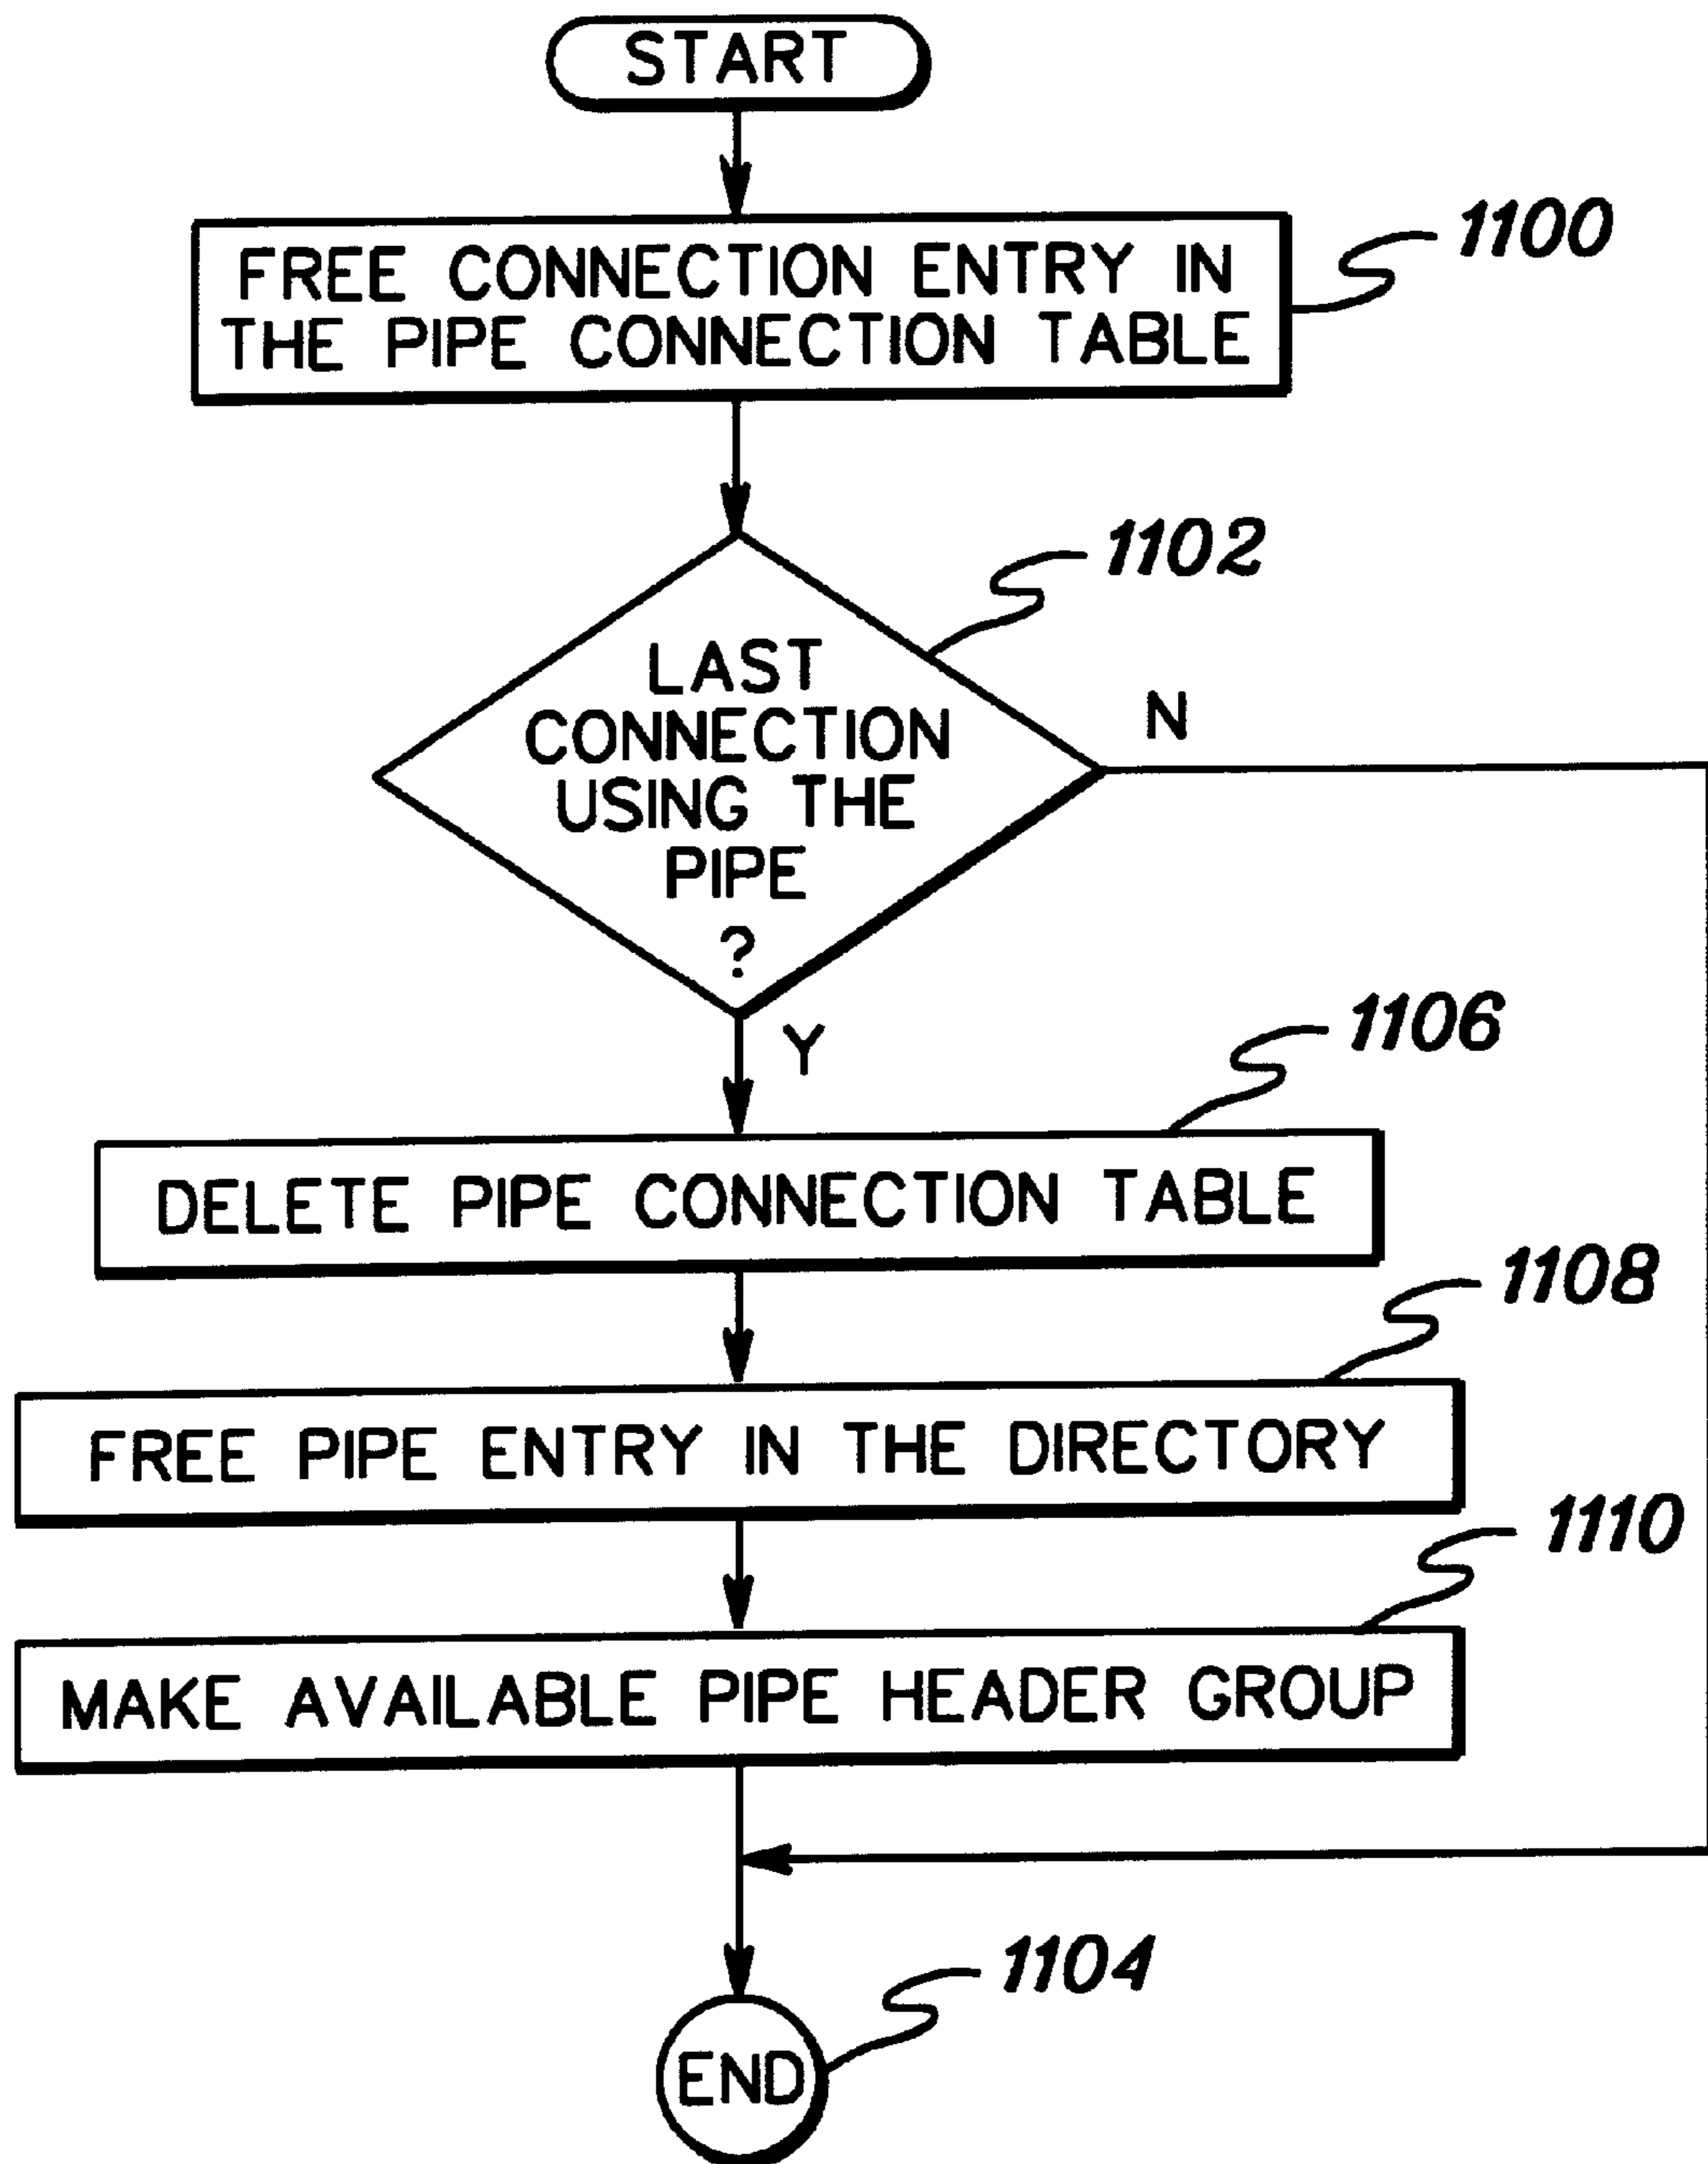 START
FREE CONNECTION ENTRY IN
THE PIPE CONNECTION TABLE
1100
LAST
CONNECTION
USING THE
PIPE
?
1102
N
Y
DELETE PIPE CONNECTION TABLE
1106
FREE PIPE ENTRY IN THE DIRECTORY
1108
MAKE AVAILABLE PIPE HEADER GROUP
1110
END
1104